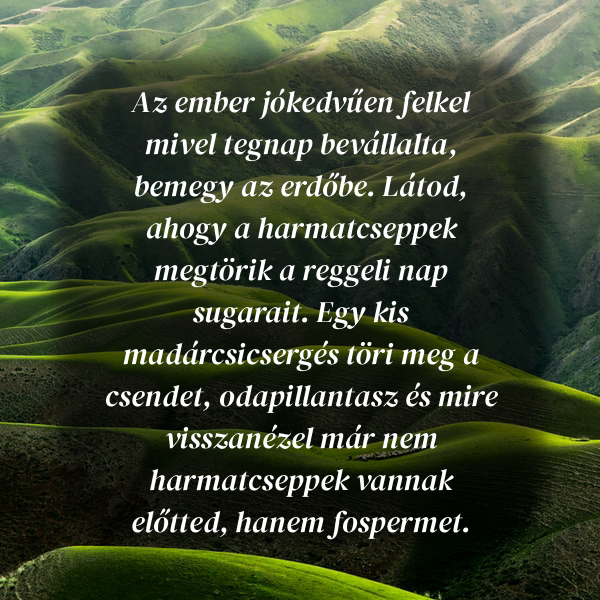 Az ember jókedvűen felkel
mivel tegnap bevállalta,
bemegy az erdőbe. Látod,
ahogy a harmatcseppek
megtörik a reggeli nap
sugarait. Egy kis
madárcsicsergés töri meg a
csendet, odapillantasz és mire
visszanézel már nem
harmatcseppek vannak
előtted, hanem fospermet.